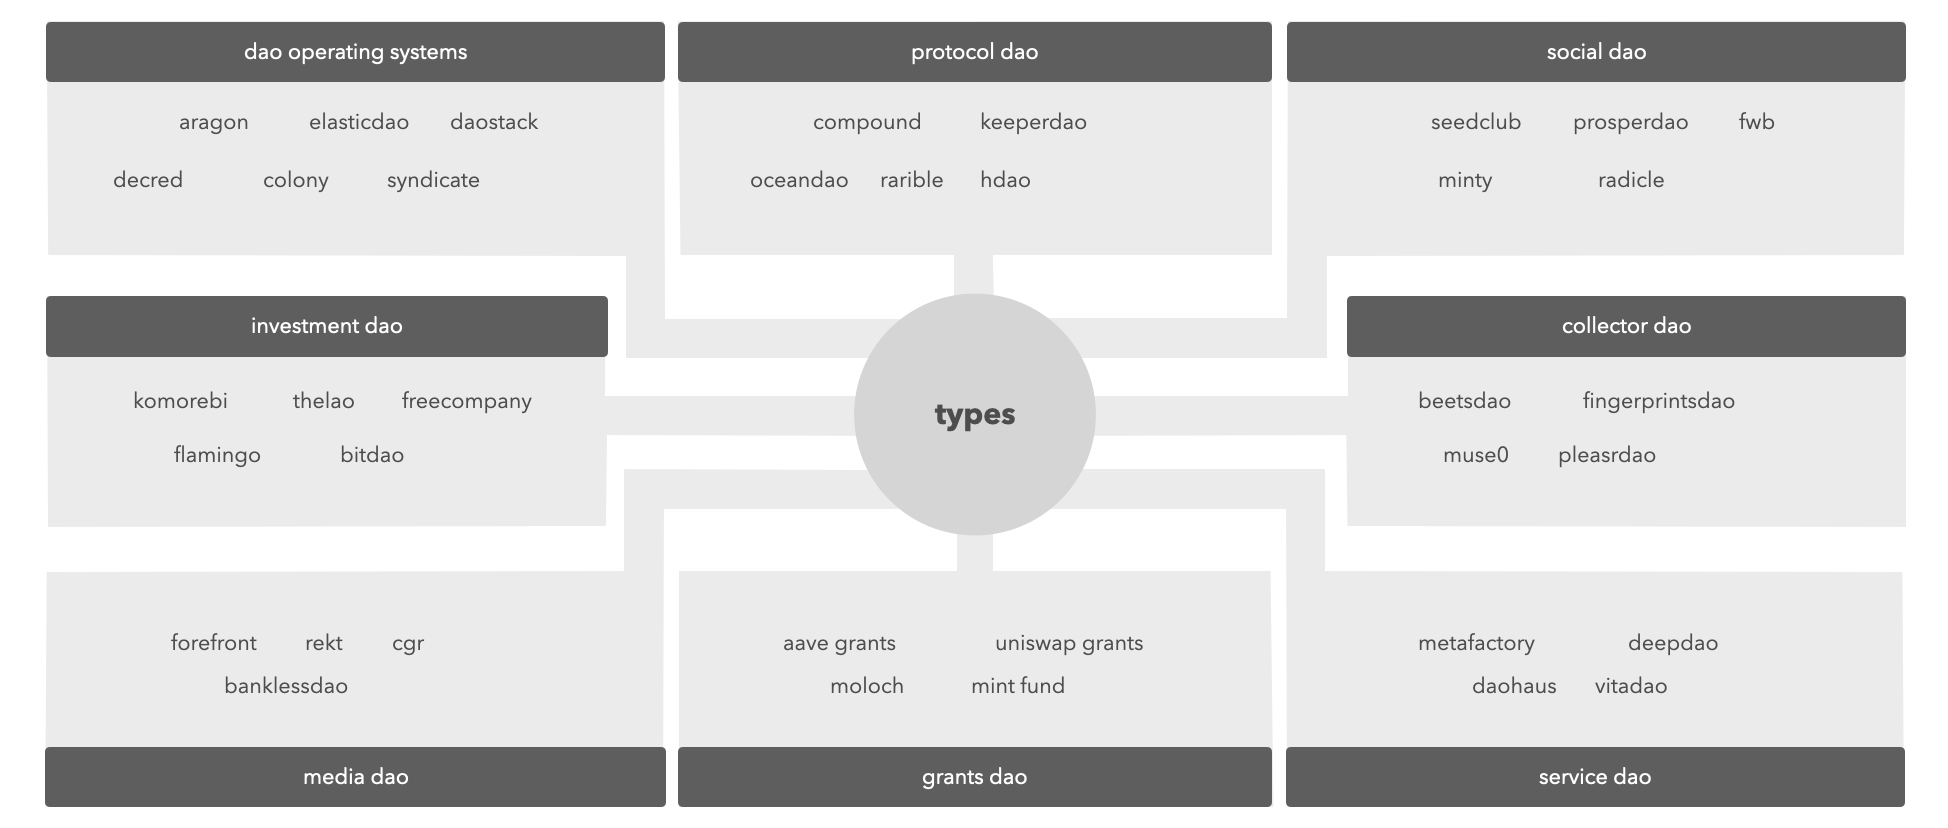 dao operating systems
aragon elasticdao daostack
decred colony syndicate
protocol dao
compound keeperdao
oceandao rarible hdao
social dao
seedclub prosperdao fwb
minty radicle
investment dao
komorebi thelao freecompany
flamingo bitdao
types
collector dao
beetsdao fingerprintsdao
muse0 pleasrdao
forefront rekt cgr
banklessdao
media dao
aave grants uniswap grants
moloch mint fund
grants dao
metafactory deepdao
daohaus vitadao
service dao